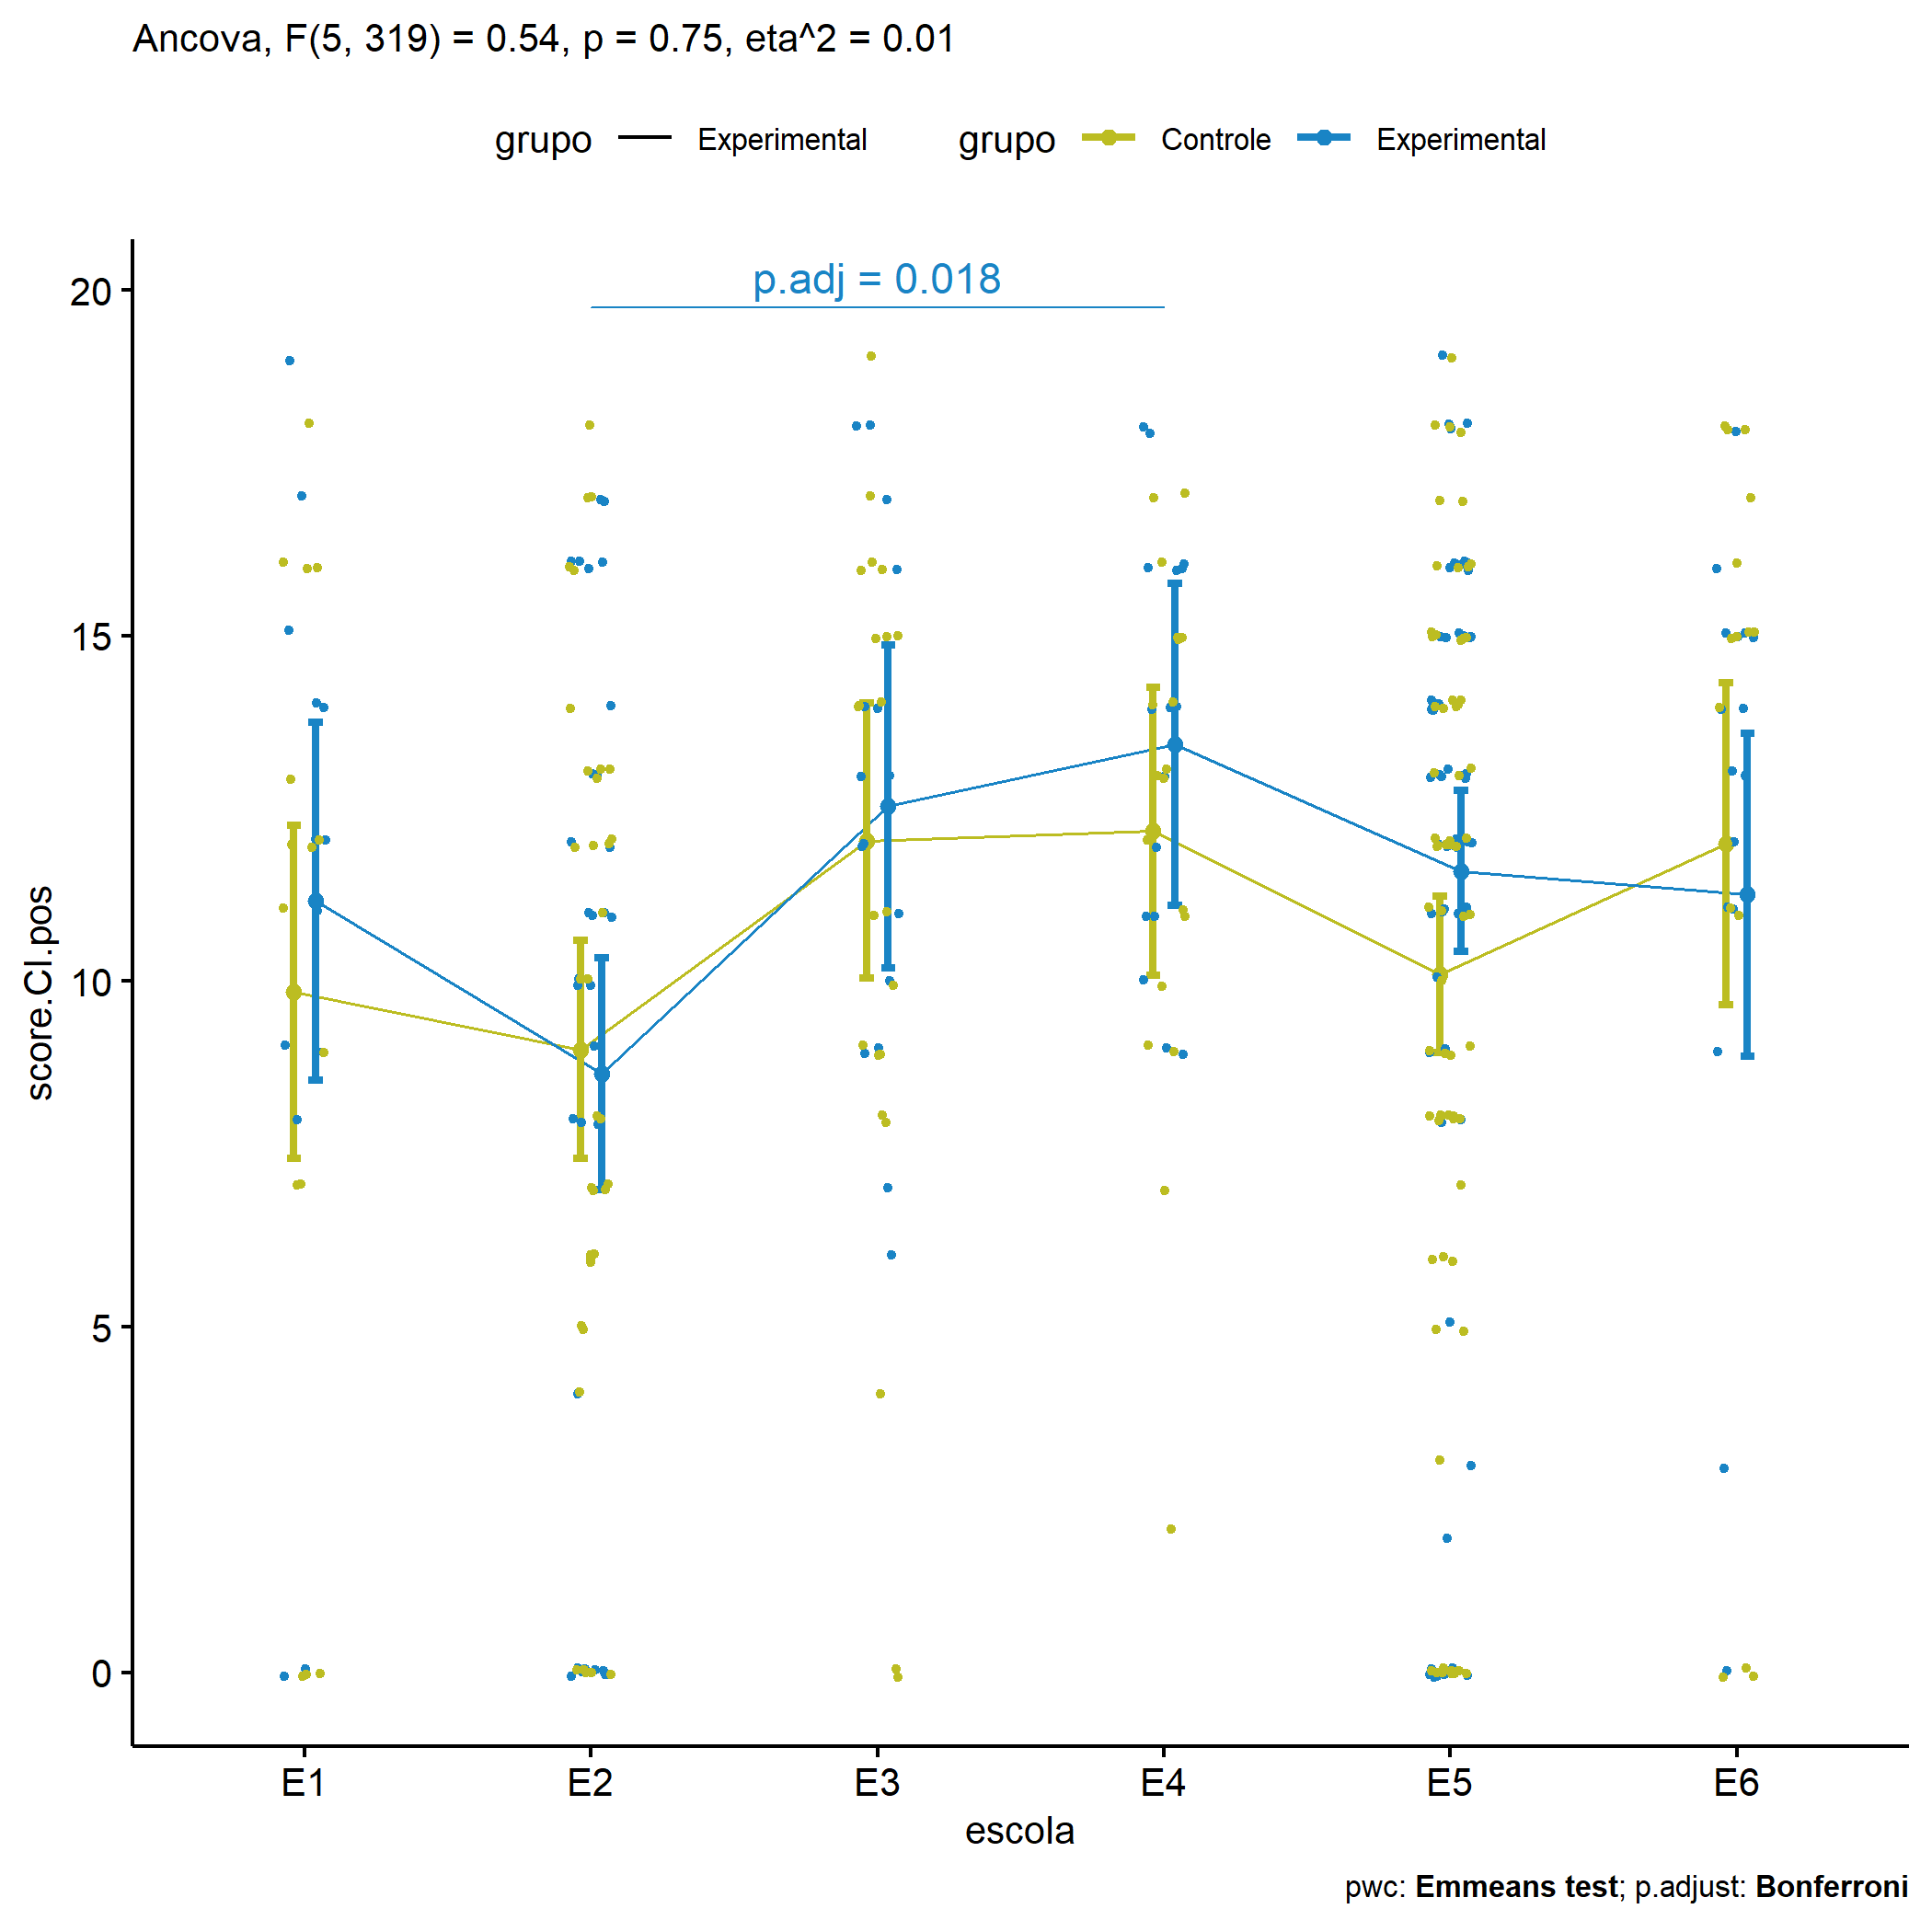 Ancova, F(5, 319) = 0.54, p = 0.75, eta^2 = 0.01
grupo Experimental grupo Controle Experimental
p.adj = 0.018
20
15
10
5
0
score.CI.pos
E1 E2 E3 E4 E5 E6
escola
pwc: Emmeans test; p.adjust: Bonferroni